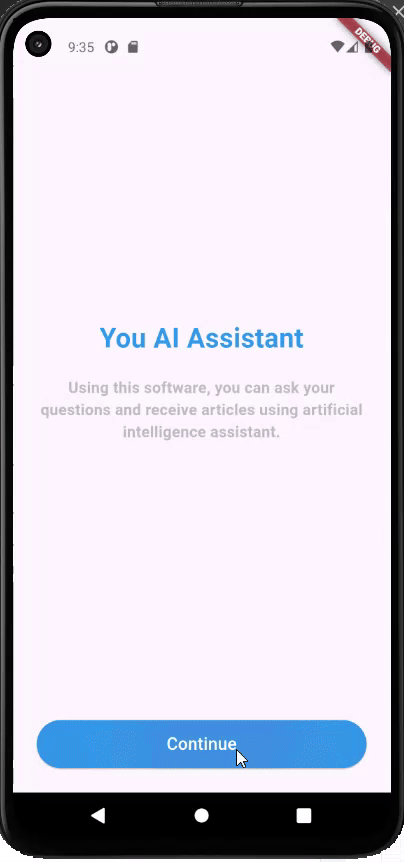 9:35
DEBUG
You AI Assistant
Using this software, you can ask your
questions and receive articles using artificial
intelligence assistant.
Continue